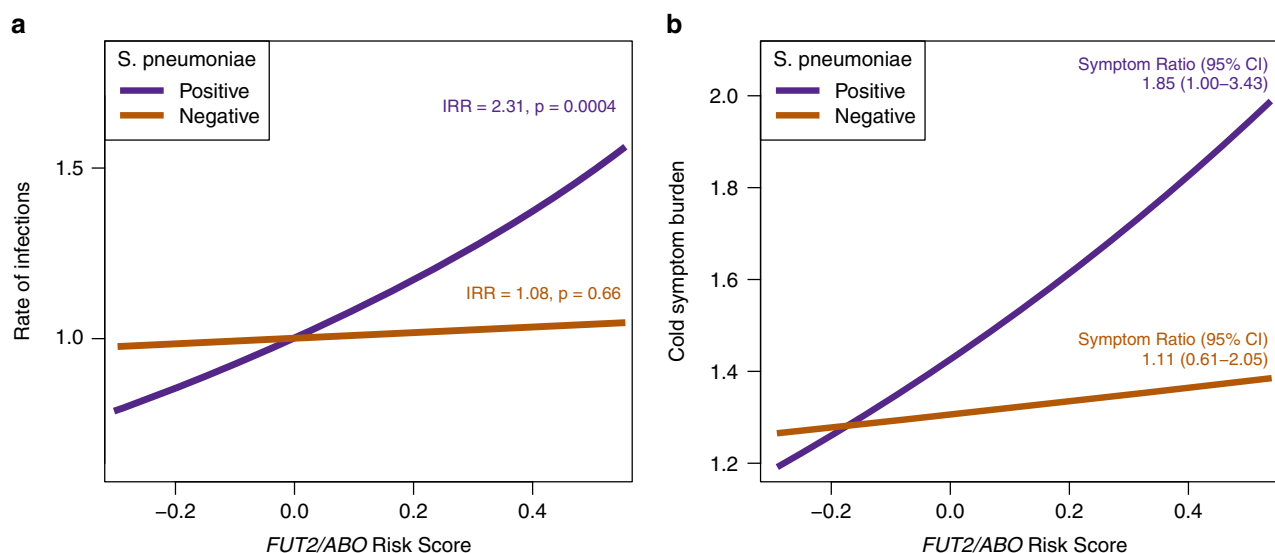 a
S. pneumoniae
Positive
Negative
IRR = 2.31, p = 0.0004
IRR = 1.08, p = 0.66
Rate of infections
1.5
1.0
−0.2
0.0
0.2
0.4
FUT2/ABO Risk Score
b
S. pneumoniae
Positive
Negative
Symptom Ratio (95% CI)
1.85 (1.00–3.43)
Symptom Ratio (95% CI)
1.11 (0.61–2.05)
Cold symptom burden
2.0
1.8
1.6
1.4
1.2
−0.2
0.0
0.2
0.4
FUT2/ABO Risk Score